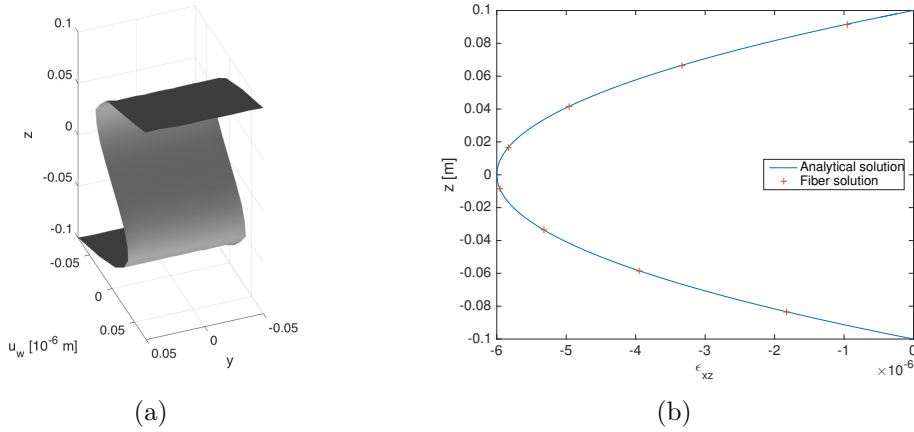 0.1
0.05
0
-0.05
-0.1
z
-0.05
0
0.05
u_w [10^-6 m]
0.05
0
-0.05
y
(a)
0.1
0.08
0.06
0.04
0.02
0
-0.02
-0.04
-0.06
-0.08
-0.1
z [m]
Analytical solution
Fiber solution
-6 -5 -4 -3 -2 -1 0
ϵ_xz
×10^-6
(b)